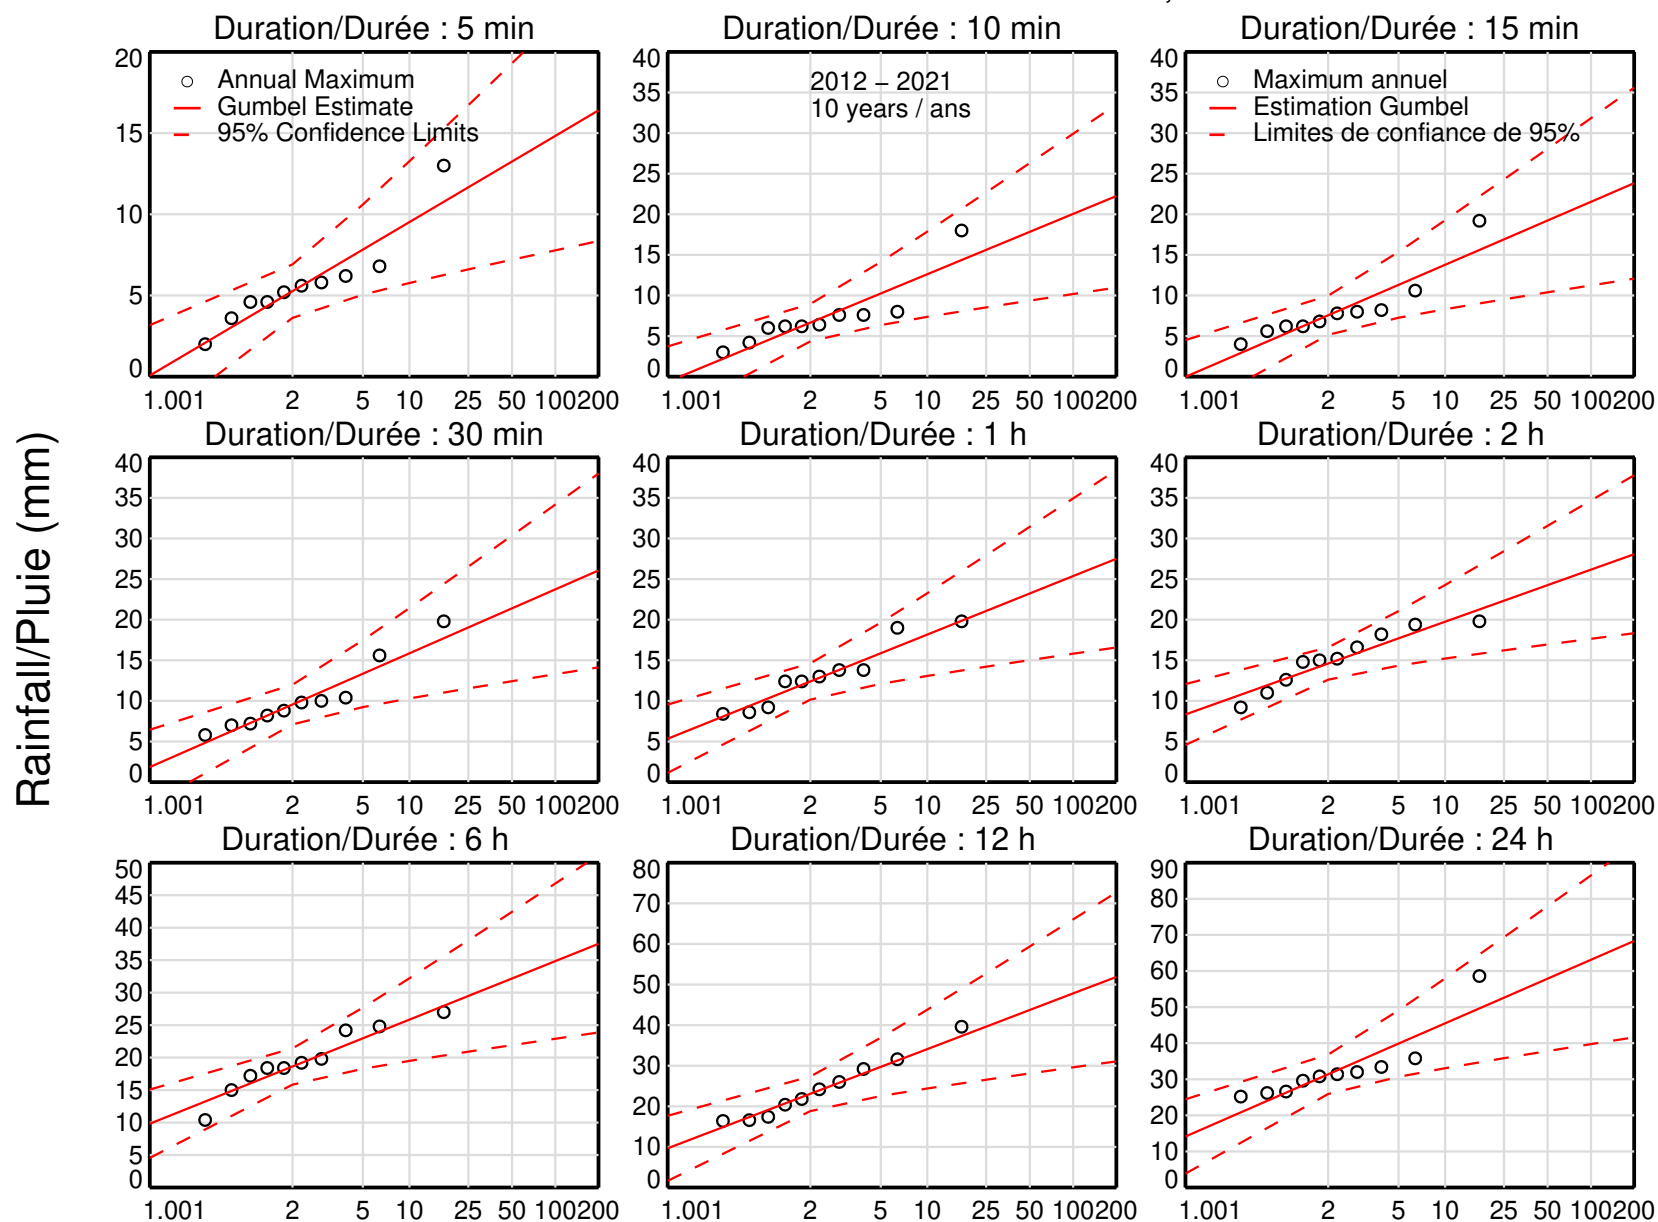 Duration/Durée : 5 min
Duration/Durée : 10 min
Duration/Durée : 15 min
20
15
10
5
0
Annual Maximum
Gumbel Estimate
95% Confidence Limits
1.001 2 5 10 25 50 100 200
40
35
30
25
20
15
10
5
0
2012 – 2021
10 years / ans
1.001 2 5 10 25 50 100 200
40
35
30
25
20
15
10
5
0
Maximum annuel
Estimation Gumbel
Limites de confiance de 95%
1.001 2 5 10 25 50 100 200
Rainfall/Pluie (mm)
Duration/Durée : 30 min
Duration/Durée : 1 h
Duration/Durée : 2 h
40
35
30
25
20
15
10
5
0
1.001 2 5 10 25 50 100 200
40
35
30
25
20
15
10
5
0
1.001 2 5 10 25 50 100 200
40
35
30
25
20
15
10
5
0
1.001 2 5 10 25 50 100 200
Duration/Durée : 6 h
Duration/Durée : 12 h
Duration/Durée : 24 h
50
45
40
35
30
25
20
15
10
5
0
1.001 2 5 10 25 50 100 200
80
70
60
50
40
30
20
10
0
1.001 2 5 10 25 50 100 200
90
80
70
60
50
40
30
20
10
0
1.001 2 5 10 25 50 100 200